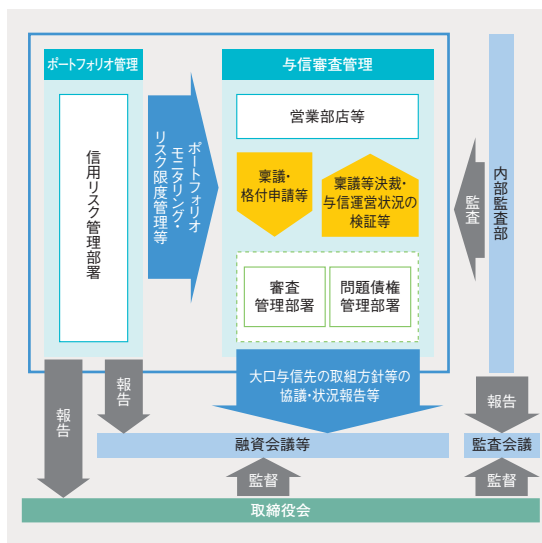 ポートフォリオ管理
信用リスク管理部署
ポートフォリオ
モニタリング・
リスク限度管理等
与信審査管理
営業部店等
稟議・
格付申請等
稟議等決裁・
与信運営状況の
検証等
審査
管理部署
問題債権
管理部署
監査
内部監査部
大口与信先の取組方針等の
協議・状況報告等
報告
報告
報告
融資会議等
監査会議
監督
監督
取締役会